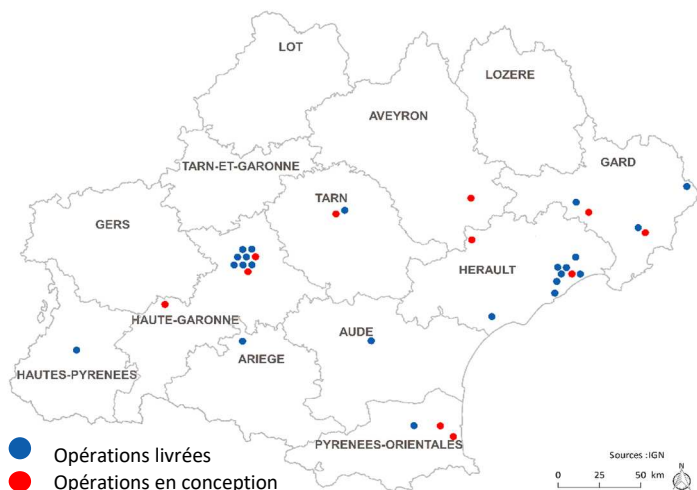 LOT
LOZERE
AVEYRON
GARD
TARN-ET-GARONNE
TARN
GERS
HERAULT
HAUTE-GARONNE
AUDE
ARIEGE
HAUTES-PYRENEES
PYRENEES-ORIENTALES
Opérations livrées
Opérations en conception
Sources : IGN
0 25 50 km
N